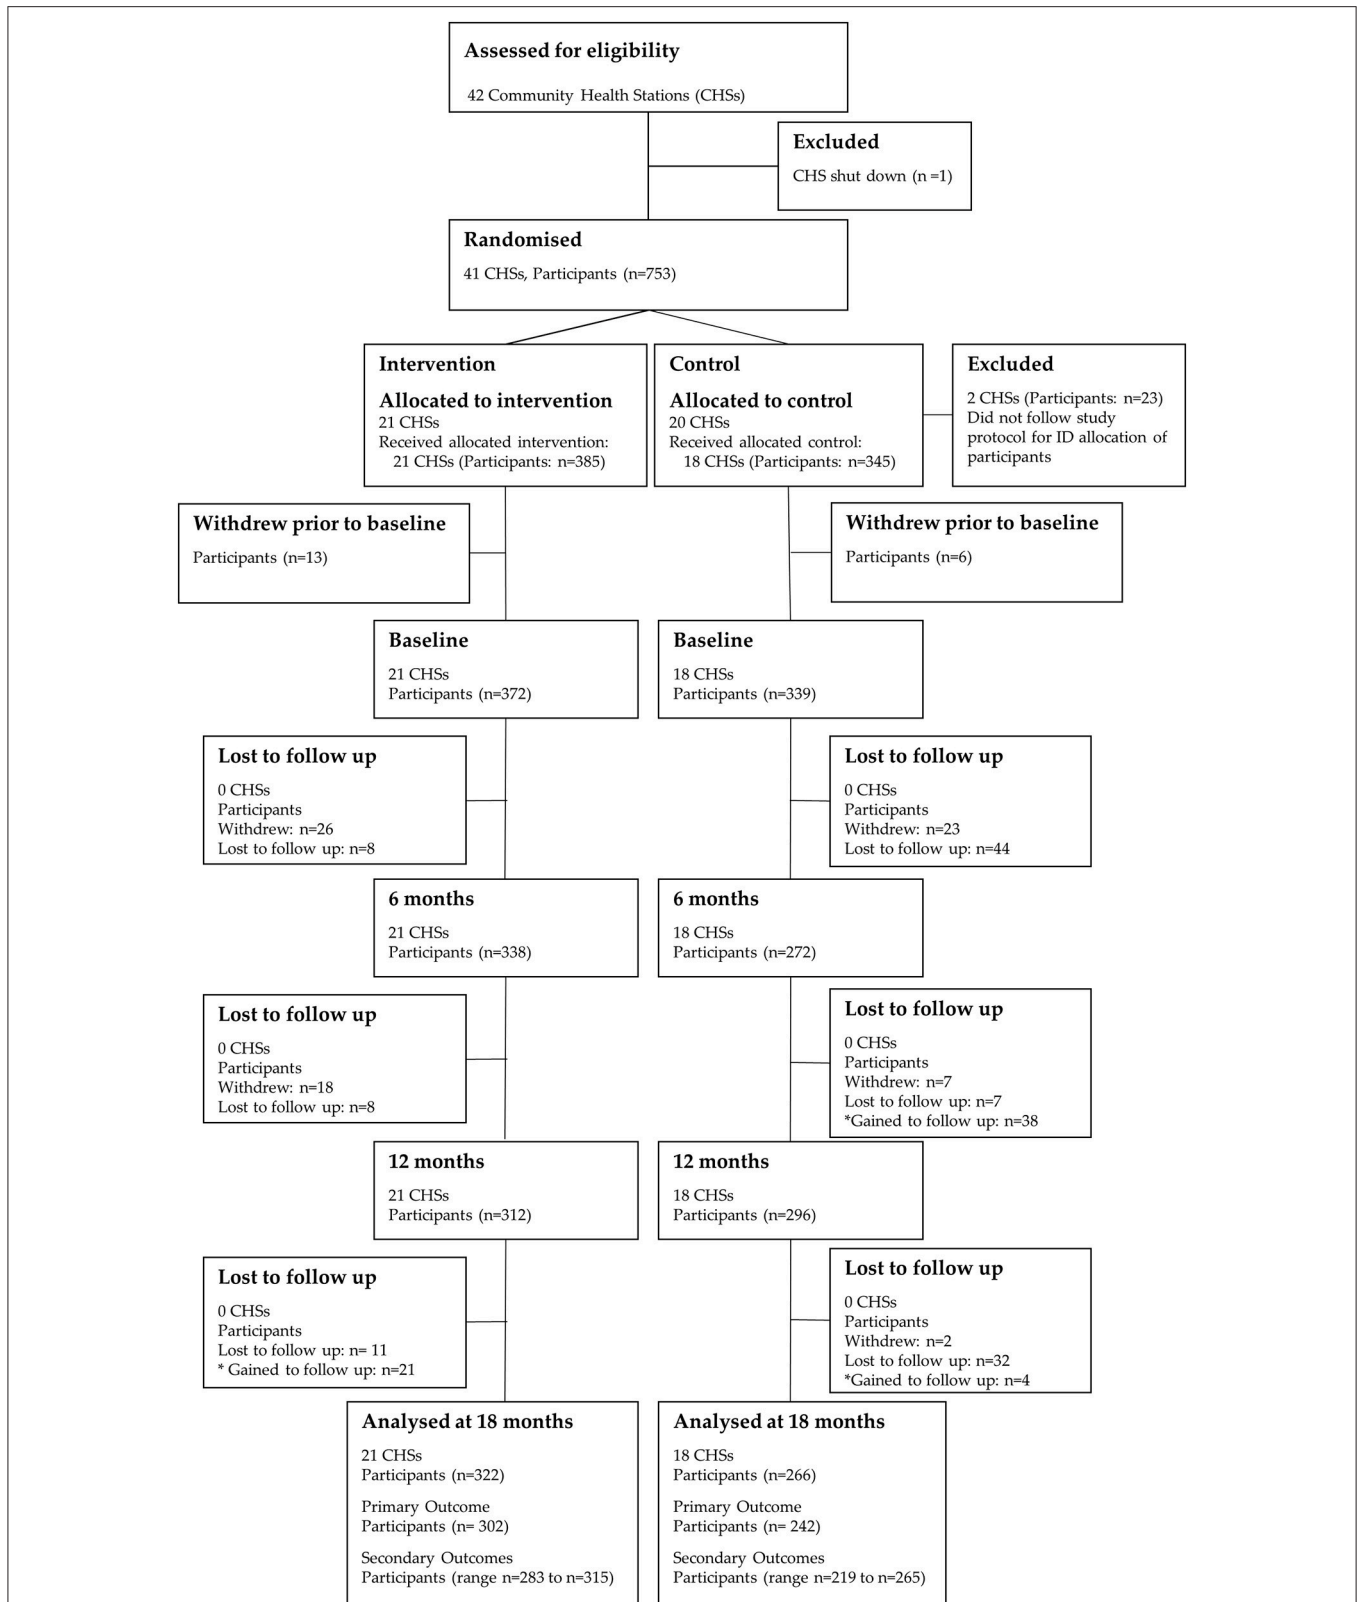 Assessed for eligibility
42 Community Health Stations (CHSs)
Excluded
CHS shut down (n =1)
Randomised
41 CHSs, Participants (n=753)
Intervention
Allocated to intervention
21 CHSs
Received allocated intervention:
21 CHSs (Participants: n=385)
Control
Allocated to control
20 CHSs
Received allocated control:
18 CHSs (Participants: n=345)
Excluded
2 CHSs (Participants: n=23)
Did not follow study
protocol for ID allocation of
participants
Withdrew prior to baseline
Participants (n=13)
Withdrew prior to baseline
Participants (n=6)
Baseline
21 CHSs
Participants (n=372)
Baseline
18 CHSs
Participants (n=339)
Lost to follow up
0 CHSs
Participants
Withdrew: n=26
Lost to follow up: n=8
Lost to follow up
0 CHSs
Participants
Withdrew: n=23
Lost to follow up: n=44
6 months
21 CHSs
Participants (n=338)
6 months
18 CHSs
Participants (n=272)
Lost to follow up
0 CHSs
Participants
Withdrew: n=18
Lost to follow up: n=8
Lost to follow up
0 CHSs
Participants
Withdrew: n=7
Lost to follow up: n=7
*Gained to follow up: n=38
12 months
21 CHSs
Participants (n=312)
12 months
18 CHSs
Participants (n=296)
Lost to follow up
0 CHSs
Participants
Lost to follow up: n= 11
* Gained to follow up: n=21
Lost to follow up
0 CHSs
Participants
Withdrew: n=2
Lost to follow up: n=32
*Gained to follow up: n=4
Analysed at 18 months
21 CHSs
Participants (n=322)
Primary Outcome
Participants (n= 302)
Secondary Outcomes
Participants (range n=283 to n=315)
Analysed at 18 months
18 CHSs
Participants (n=266)
Primary Outcome
Participants (n= 242)
Secondary Outcomes
Participants (range n=219 to n=265)